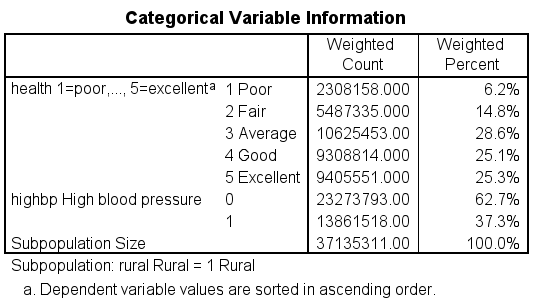 Categorical Variable Information
Weighted Count Weighted Percent
health 1=poor,..., 5=excellentª 1 Poor 2308158.000 6.2%
2 Fair 5487335.000 14.8%
3 Average 10625453.00 28.6%
4 Good 9308814.000 25.1%
5 Excellent 9405551.000 25.3%
highbp High blood pressure 0 23273793.00 62.7%
1 13861518.00 37.3%
Subpopulation Size 37135311.00 100.0%
Subpopulation: rural Rural = 1 Rural
a. Dependent variable values are sorted in ascending order.